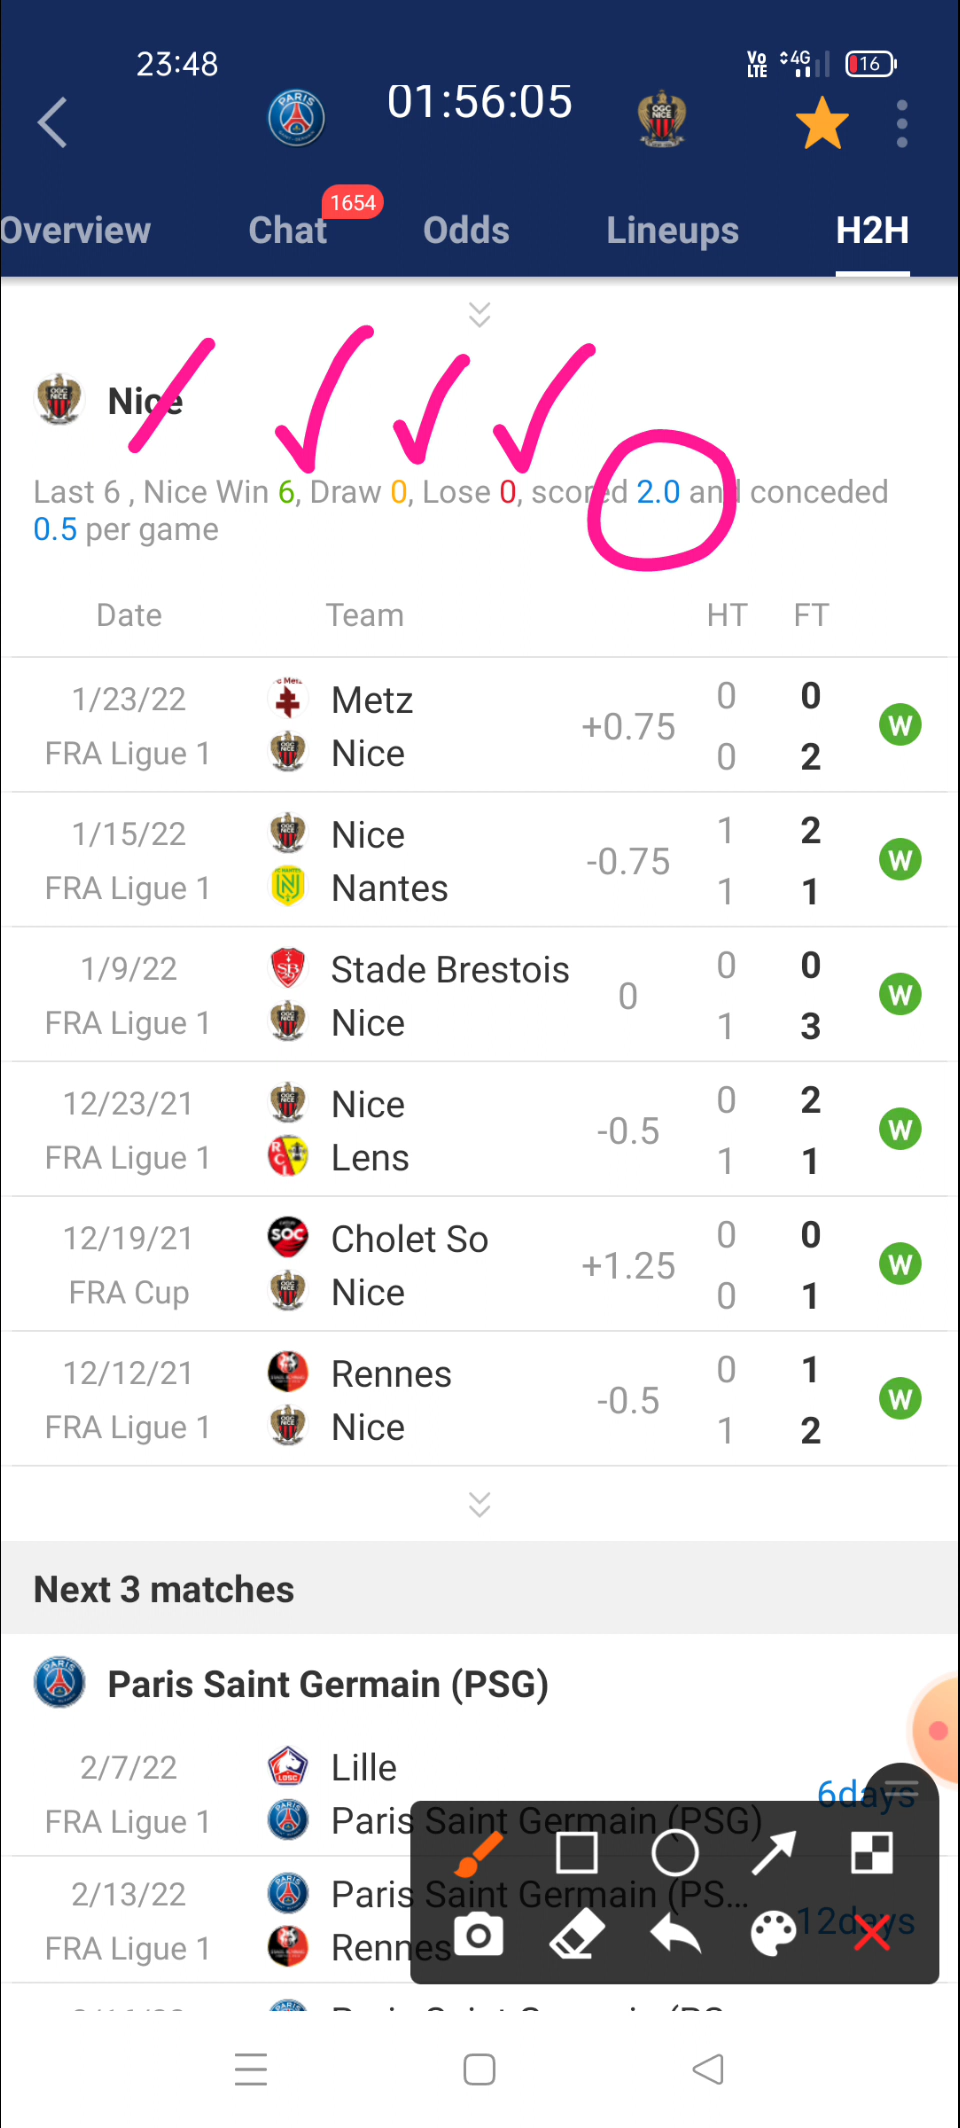 23:48
Vo LTE 4G 16
01:56:05
Overview Chat 1654 Odds Lineups H2H
Nice
Last 6 , Nice Win 6, Draw 0, Lose 0, scored 2.0 and conceded
0.5 per game
Date Team HT FT
1/23/22 Metz 0 0
+0.75 W
FRA Ligue 1 Nice 0 2
1/15/22 Nice 1 2
-0.75 W
FRA Ligue 1 Nantes 1 1
1/9/22 Stade Brestois 0 0
0 W
FRA Ligue 1 Nice 1 3
12/23/21 Nice 0 2
-0.5 W
FRA Ligue 1 Lens 1 1
12/19/21 Cholet So 0 0
+1.25 W
FRA Cup Nice 0 1
12/12/21 Rennes 0 1
-0.5 W
FRA Ligue 1 Nice 1 2
Next 3 matches
Paris Saint Germain (PSG)
2/7/22 Lille
6days
FRA Ligue 1 Paris Saint Germain (PSG)
2/13/22 Paris Saint Germain (PS...
12days
FRA Ligue 1 Rennes